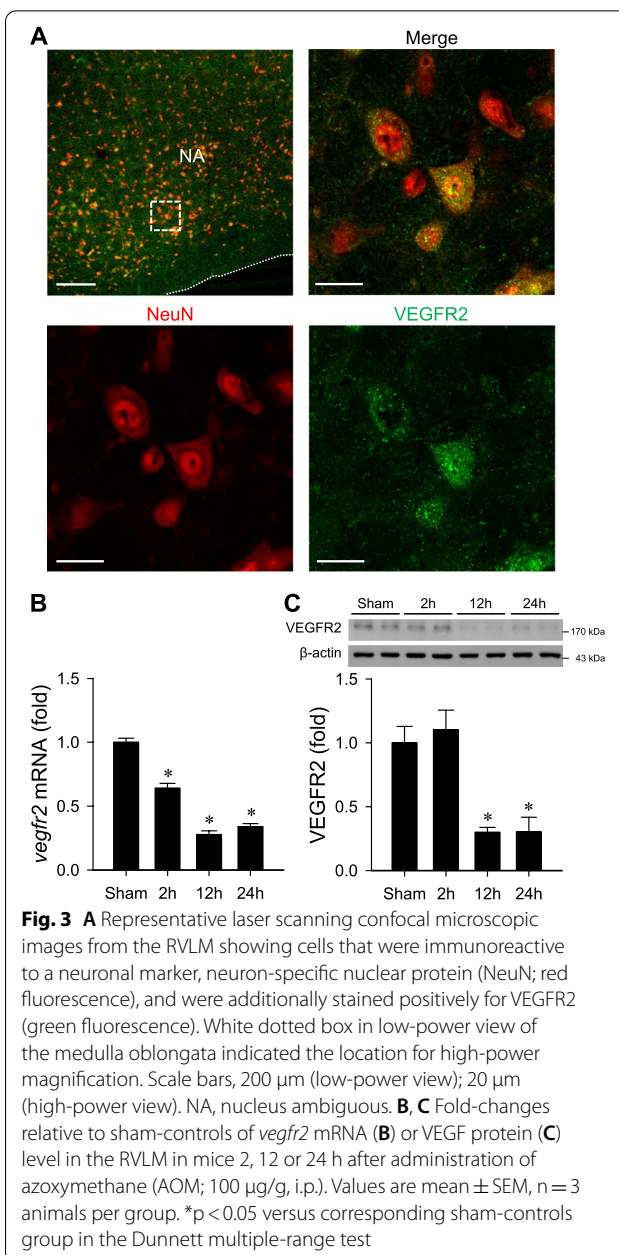 A
Merge
NA
NeuN
VEGFR2
B
C
Sham 2h 12h 24h
VEGFR2
170 kDa
β-actin
43 kDa
1.5
1.0
0.5
0.0
vegfr2 mRNA (fold)
*
*
*
Sham 2h 12h 24h
1.5
1.0
0.5
0.0
VEGFR2 (fold)
*
*
Sham 2h 12h 24h
Fig. 3 A Representative laser scanning confocal microscopic
images from the RVLM showing cells that were immunoreactive
to a neuronal marker, neuron-specific nuclear protein (NeuN; red
fluorescence), and were additionally stained positively for VEGFR2
(green fluorescence). White dotted box in low-power view of
the medulla oblongata indicated the location for high-power
magnification. Scale bars, 200 µm (low-power view); 20 µm
(high-power view). NA, nucleus ambiguous. B, C Fold-changes
relative to sham-controls of vegfr2 mRNA (B) or VEGF protein (C)
level in the RVLM in mice 2, 12 or 24 h after administration of
azoxymethane (AOM; 100 µg/g, i.p.). Values are mean ± SEM, n = 3
animals per group. *p < 0.05 versus corresponding sham-controls
group in the Dunnett multiple-range test